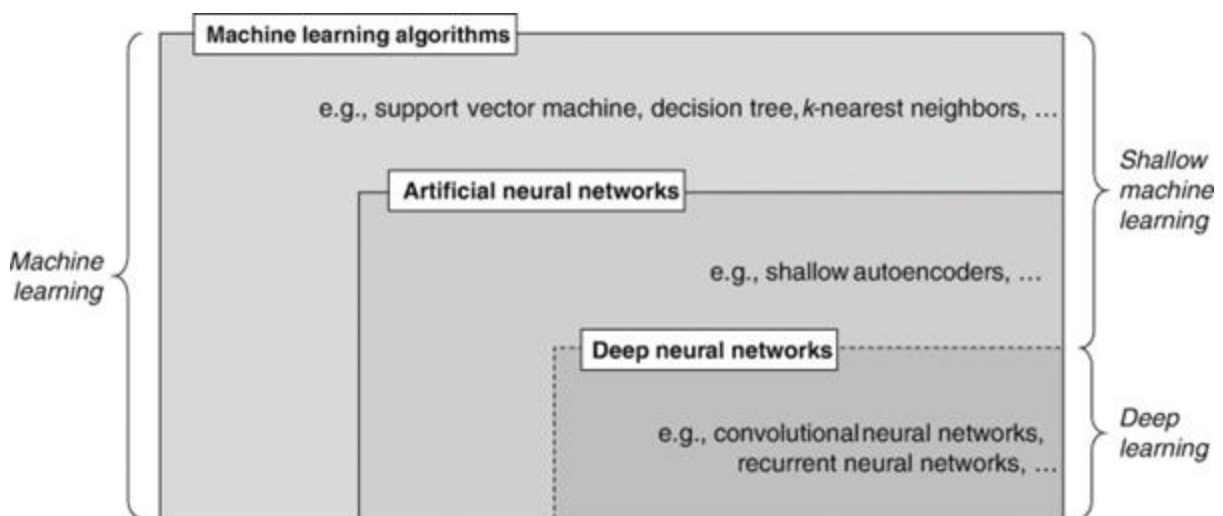 Machine learning algorithms
e.g., support vector machine, decision tree, k-nearest neighbors, …
Shallow
machine
learning
Artificial neural networks
Machine
learning
e.g., shallow autoencoders, …
Deep neural networks
e.g., convolutional neural networks,
recurrent neural networks, …
Deep
learning